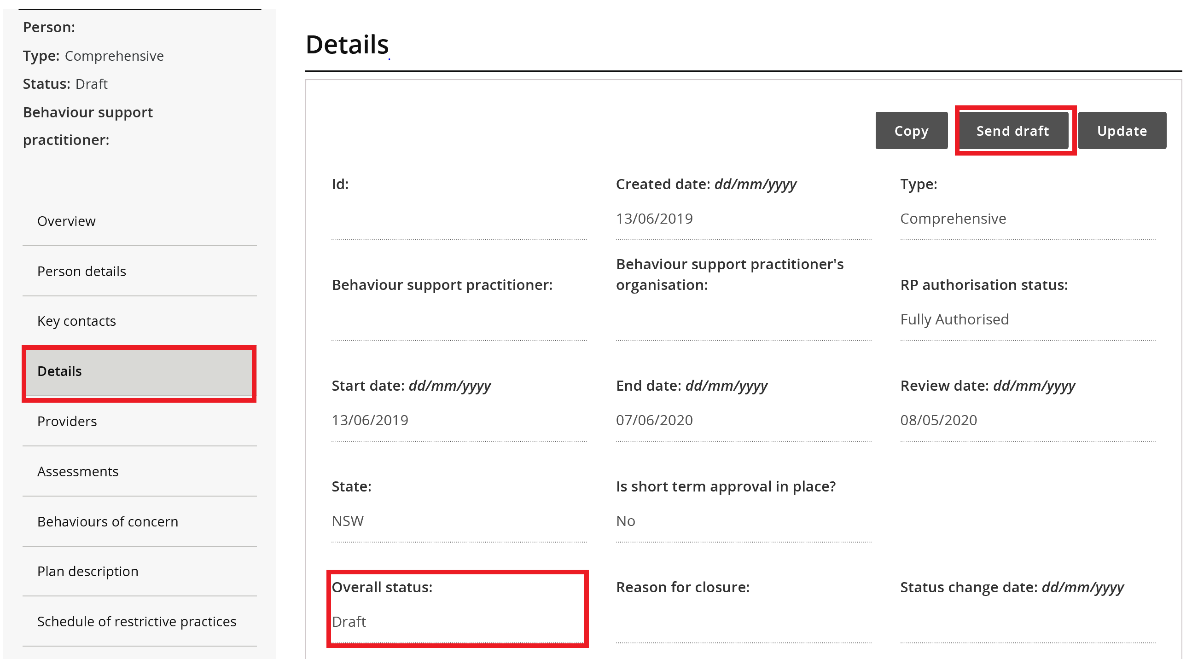 Person:
Type: Comprehensive
Status: Draft
Behaviour support
practitioner:
Overview
Person details
Key contacts
Details
Providers
Assessments
Behaviours of concern
Plan description
Schedule of restrictive practices
Details
Copy
Send draft
Update
Id:
Created date: dd/mm/yyyy
13/06/2019
Type:
Comprehensive
Behaviour support practitioner:
Behaviour support practitioner's
organisation:
RP authorisation status:
Fully Authorised
Start date: dd/mm/yyyy
13/06/2019
End date: dd/mm/yyyy
07/06/2020
Review date: dd/mm/yyyy
08/05/2020
State:
NSW
Is short term approval in place?
No
Overall status:
Draft
Reason for closure:
Status change date: dd/mm/yyyy